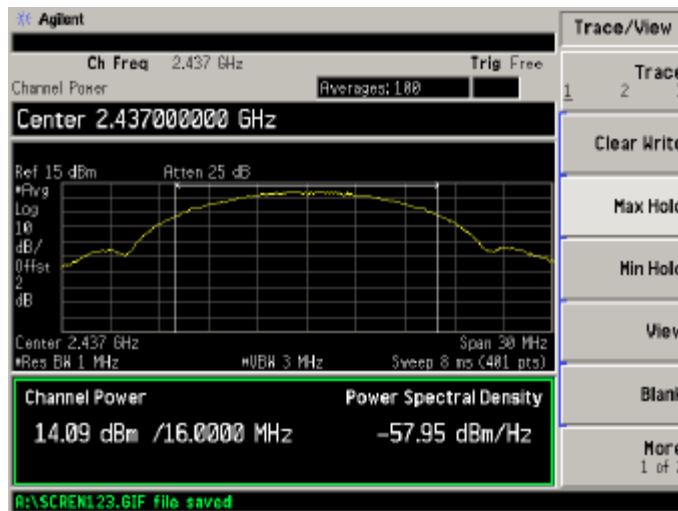 Agilent
Trace/View
Ch Freq 2.437 GHz Trig Free
Channel Power Averages: 100
Trace
1 2
Center 2.437000000 GHz
Clear Write
Ref 15 dBm Atten 25 dB
#Avg
Log
10
dB/
Offst
2
dB
Max Hold
Min Hold
Center 2.437 GHz Span 30 MHz
#Res BW 1 MHz #VBW 3 MHz Sweep 8 ms (401 pts)
View
Channel Power Power Spectral Density
14.09 dBm /16.0000 MHz -57.95 dBm/Hz
Blank
More
1 of 2
A:\SCREN123.GIF file saved